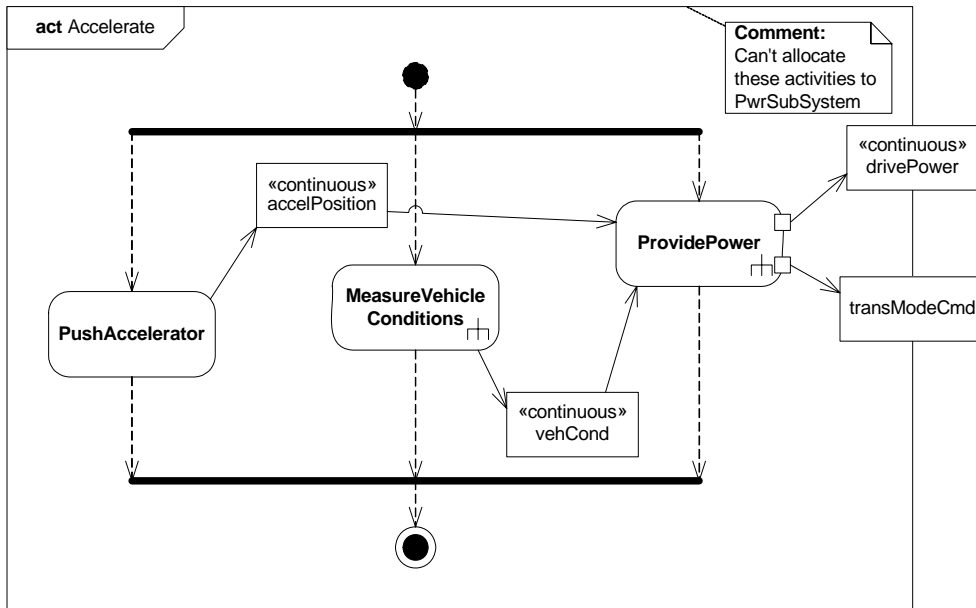 act Accelerate
Comment:
Can't allocate
these activities to
PwrSubSystem
«continuous»
drivePower
«continuous»
accelPosition
ProvidePower
MeasureVehicle
Conditions
transModeCmd
PushAccelerator
«continuous»
vehCond